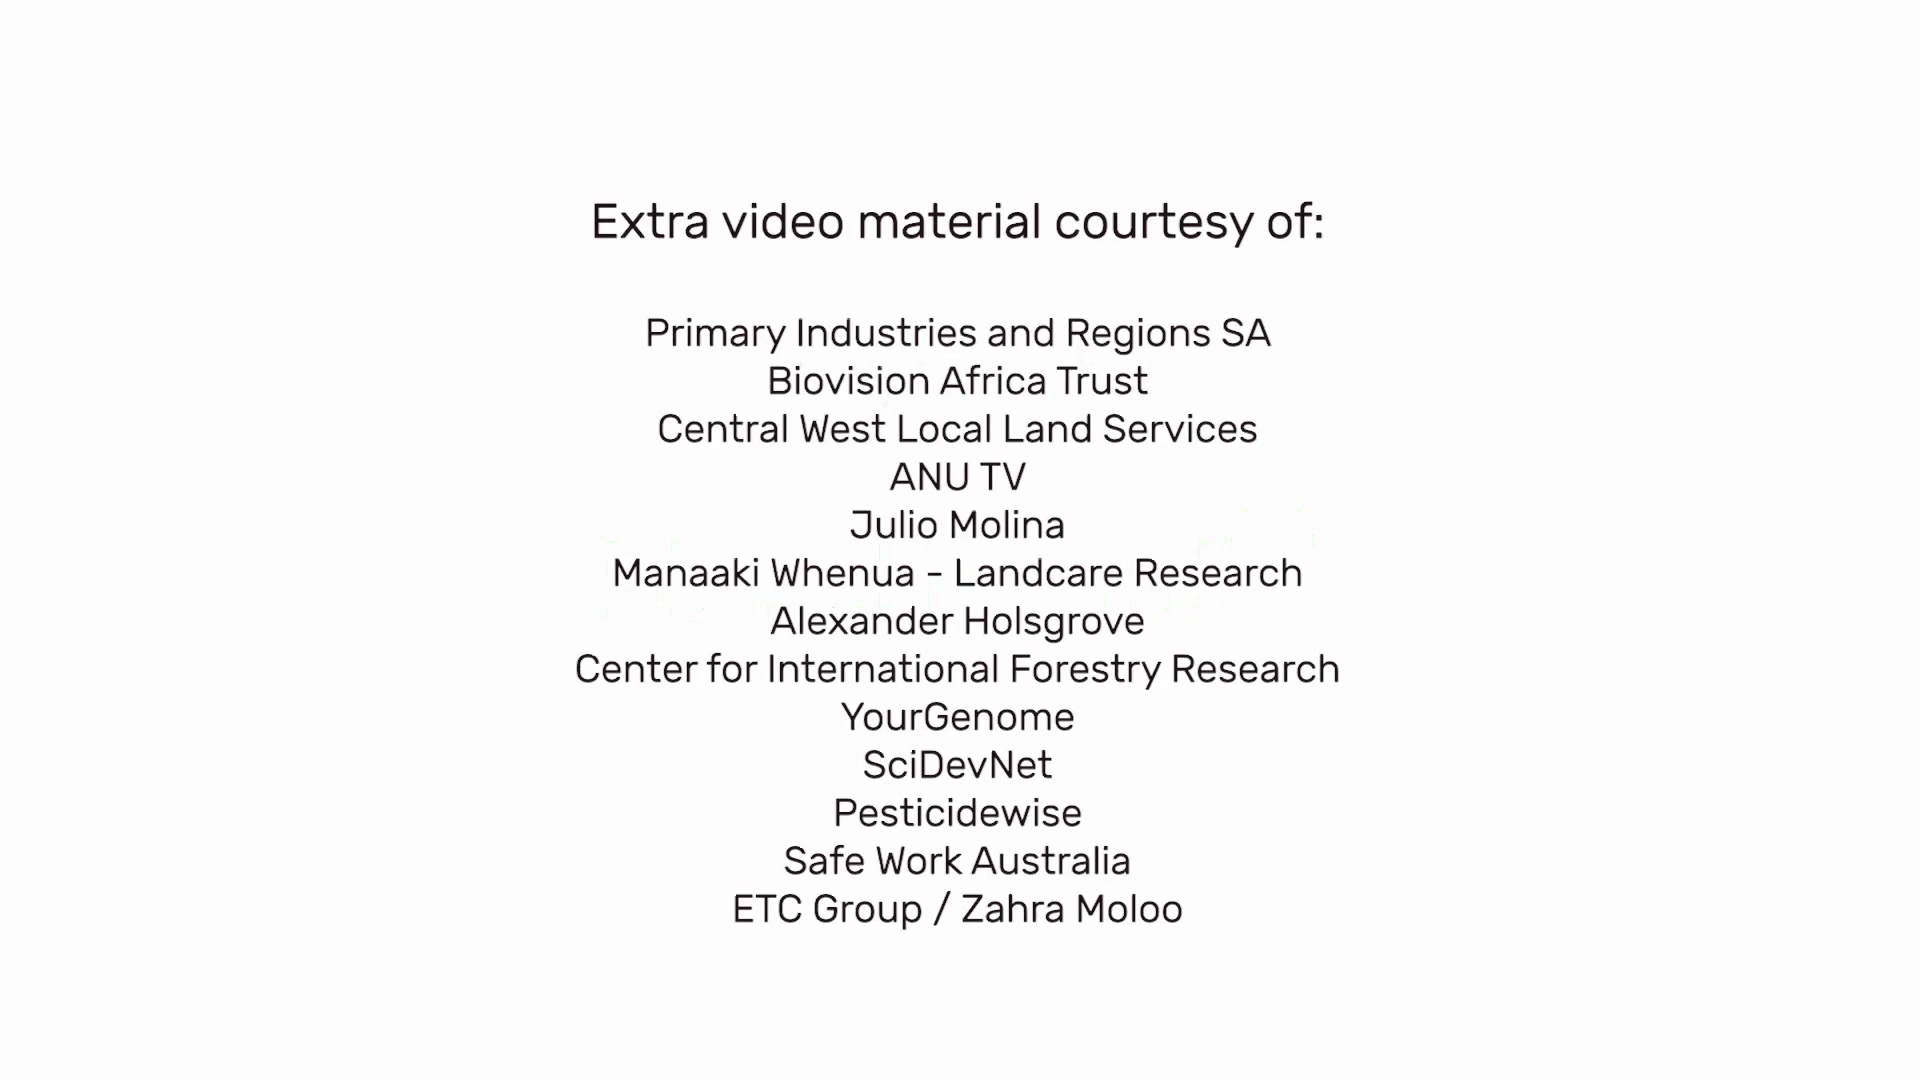 Extra video material courtesy of:
Primary Industries and Regions SA
Biovision Africa Trust
Central West Local Land Services
ANU TV
Julio Molina
Manaaki Whenua - Landcare Research
Alexander Holsgrove
Center for International Forestry Research
YourGenome
SciDevNet
Pesticidewise
Safe Work Australia
ETC Group / Zahra Moloo